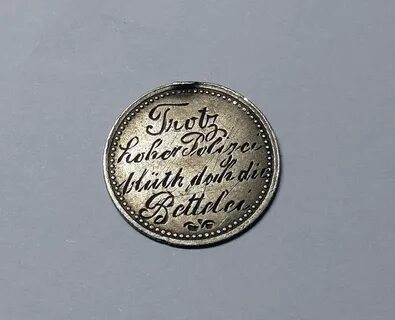 Trotz
hoher Polizei
blüth doch die
Bettelei